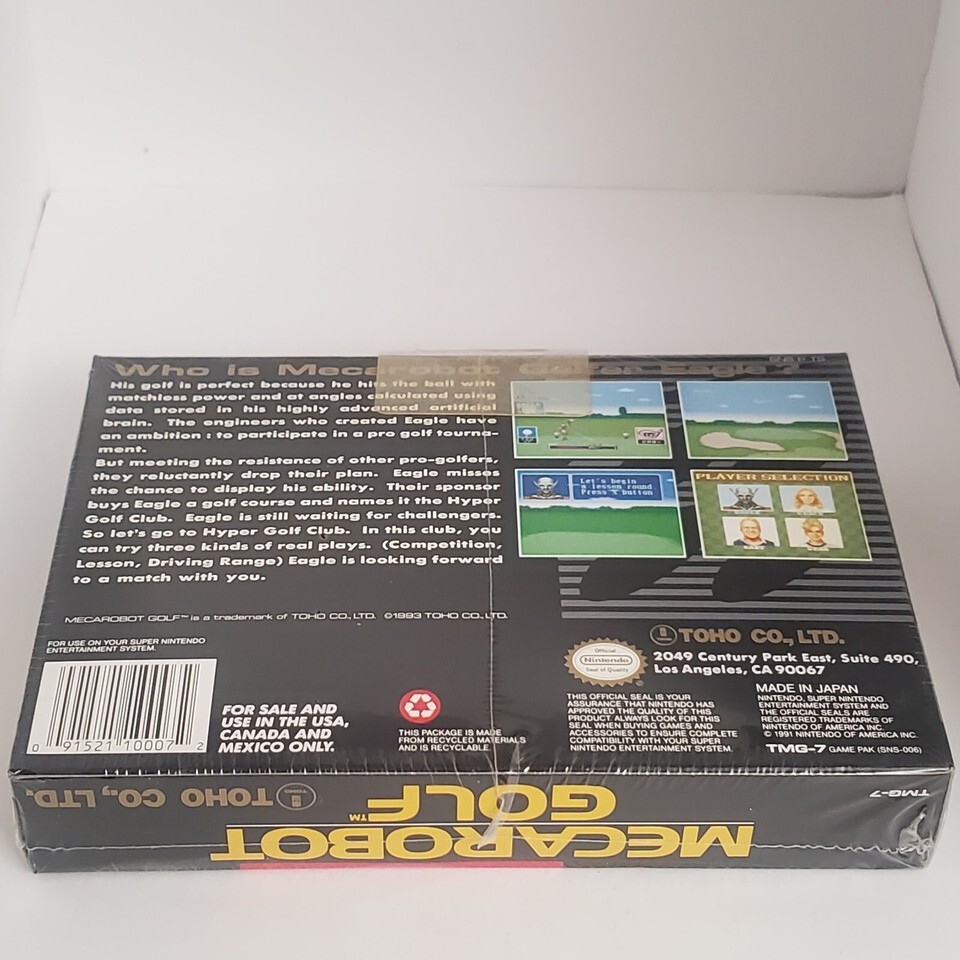 Who is Mecarobot Golfer Eagle?
His golf is perfect because he hits the ball with
matchless power and at angles calculated using
data stored in his highly advanced artificial
brain. The engineers who created Eagle have
an ambition : to participate in a pro golf tourna-
ment.
But meeting the resistance of other pro-golfers,
they reluctantly drop their plan. Eagle misses
the chance to display his ability. Their sponsor
buys Eagle a golf course and names it the Hyper
Golf Club. Eagle is still waiting for challengers.
So let's go to Hyper Golf Club. In this club, you
can try three kinds of real plays. (Competition,
Lesson, Driving Range) Eagle is looking forward
to a match with you.
Let's begin
a lesson round
Press X button
PLAYER SELECTION
MECAROBOT GOLF™ is a trademark of TOHO CO., LTD. ©1993 TOHO CO., LTD.
FOR USE ON YOUR SUPER NINTENDO
ENTERTAINMENT SYSTEM.
0 91521 10007 2
FOR SALE AND
USE IN THE USA,
CANADA AND
MEXICO ONLY.
THIS PACKAGE IS MADE
FROM RECYCLED MATERIALS
AND IS RECYCLABLE.
TOHO CO., LTD.
2049 Century Park East, Suite 490,
Los Angeles, CA 90067
Official
Nintendo
Seal of Quality
THIS OFFICIAL SEAL IS YOUR
ASSURANCE THAT NINTENDO HAS
APPROVED THE QUALITY OF THIS
PRODUCT. ALWAYS LOOK FOR THIS
SEAL WHEN BUYING GAMES AND
ACCESSORIES TO ENSURE COMPLETE
COMPATIBILITY WITH YOUR SUPER
NINTENDO ENTERTAINMENT SYSTEM.
MADE IN JAPAN
NINTENDO, SUPER NINTENDO
ENTERTAINMENT SYSTEM AND
THE OFFICIAL SEALS ARE
REGISTERED TRADEMARKS OF
NINTENDO OF AMERICA INC.
© 1991 NINTENDO OF AMERICA INC.
TMG-7 GAME PAK (SNS-006)
MECAROBOT
GOLF™
TOHO CO., LTD.
TMG-7